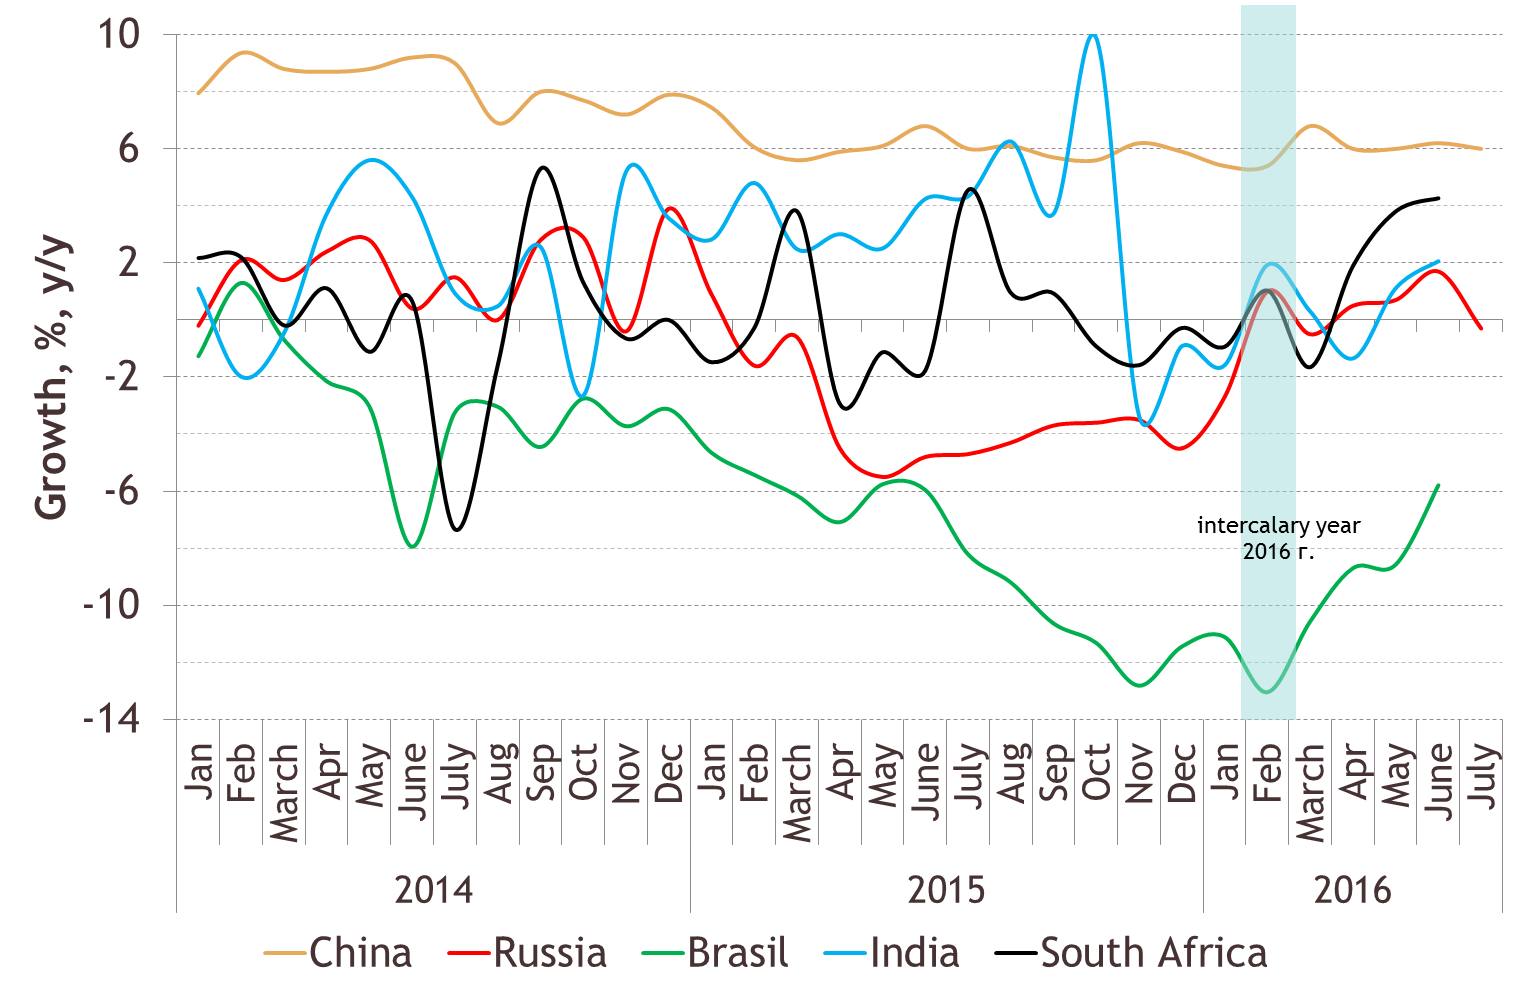 10
6
2
-2
-6
-10
-14
Growth, %, y/y
intercalary year
2016 г.
Jan Feb March Apr May June July Aug Sep Oct Nov Dec Jan Feb March Apr May June July Aug Sep Oct Nov Dec Jan Feb March Apr May June July
2014 2015 2016
China Russia Brasil India South Africa